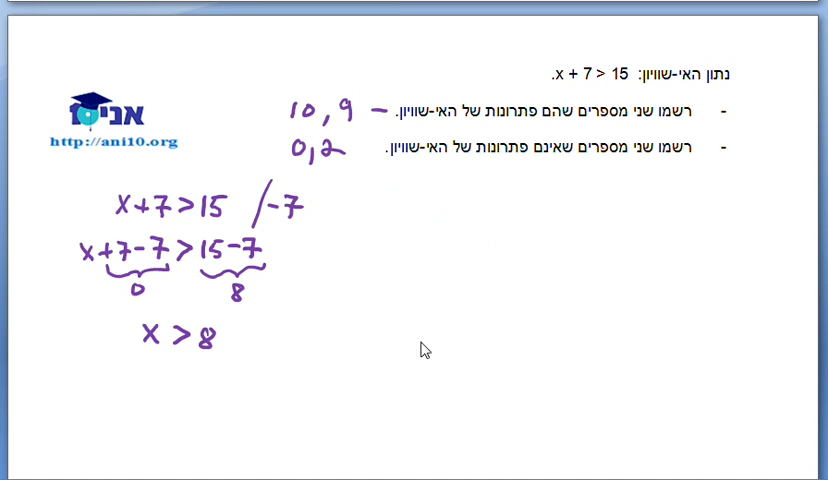 נתון האי-שוויון: x + 7 > 15.
- רשמו שני מספרים שהם פתרונות של האי-שוויון. – 10, 9
- רשמו שני מספרים שאינם פתרונות של האי-שוויון. 0, 2
אני10
http://ani10.org
x+7>15 /-7
x+7-7>15-7
0 8
x>8